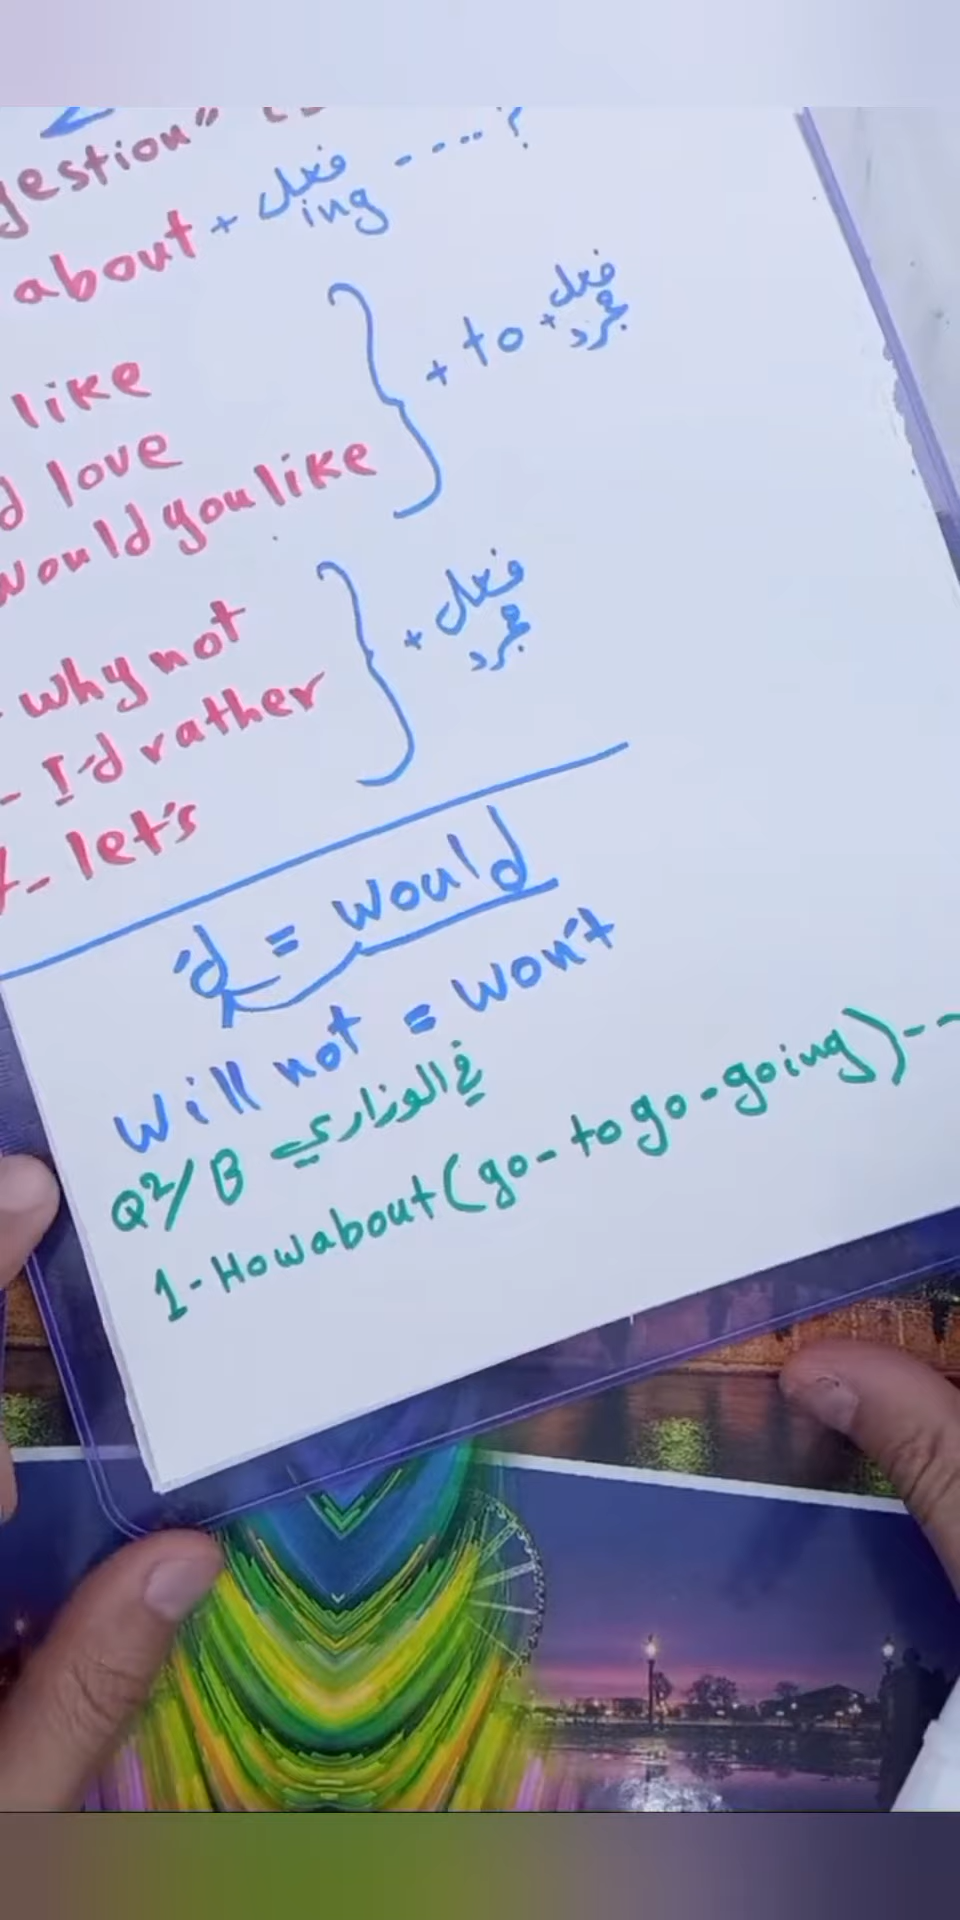 about + فعل ing ----?
like
love
would you like
+ to + فعل مجرد
- why not
- I'd rather
- let's
+ فعل مجرد
'd = would
Will not = won't
Q2/B في الوزاري
1- How about (go - to go - going) --